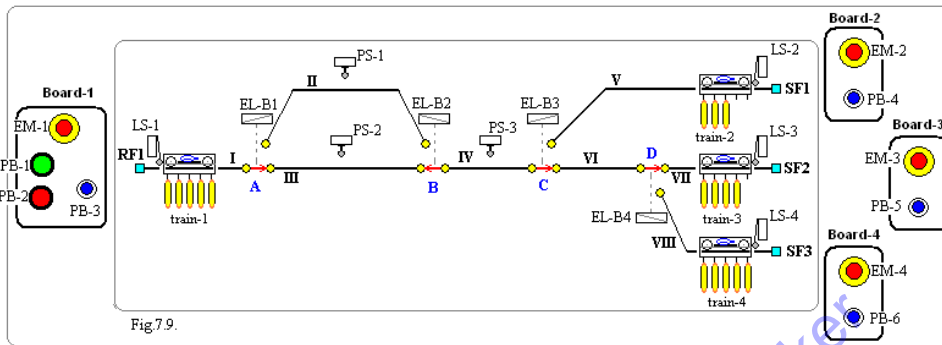 Board-1
EM-1
PB-1
PB-2
PB-3
LS-1
RF1
train-1
I
A
EL-B1
II
PS-1
III
PS-2
EL-B2
B
IV
PS-3
EL-B3
C
V
VI
D
EL-B4
VII
VIII
LS-2
SF1
train-2
LS-3
SF2
train-3
LS-4
SF3
train-4
Board-2
EM-2
PB-4
Board-3
EM-3
PB-5
Board-4
EM-4
PB-6
Fig.7.9.